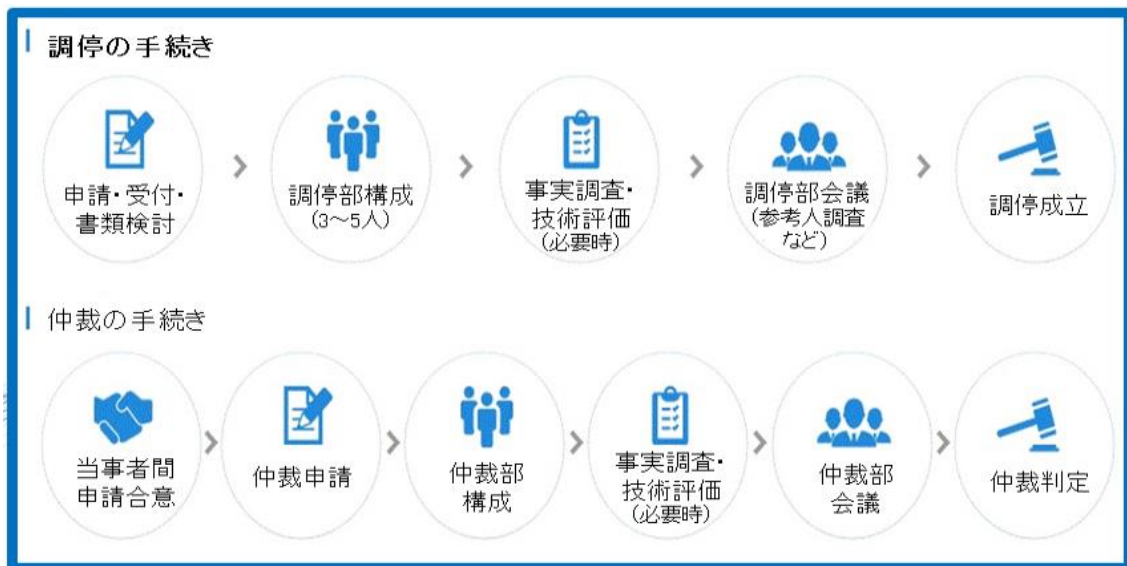 調停の手続き
申請・受付・
書類検討
調停部構成
(3～5人)
事実調査・
技術評価
(必要時)
調停部会議
(参考人調査
など)
調停成立
仲裁の手続き
当事者間
申請合意
仲裁申請
仲裁部
構成
事実調査・
技術評価
(必要時)
仲裁部
会議
仲裁判定